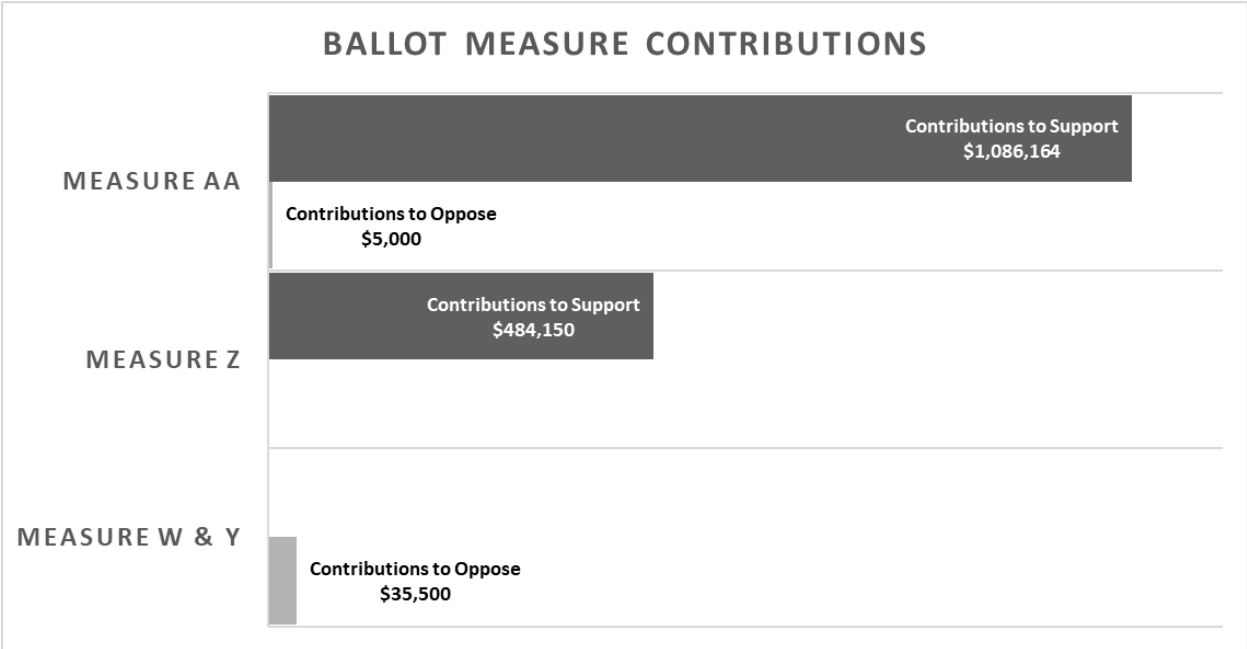 BALLOT MEASURE CONTRIBUTIONS
MEASURE AA
Contributions to Support
$1,086,164
Contributions to Oppose
$5,000
MEASURE Z
Contributions to Support
$484,150
MEASURE W & Y
Contributions to Oppose
$35,500